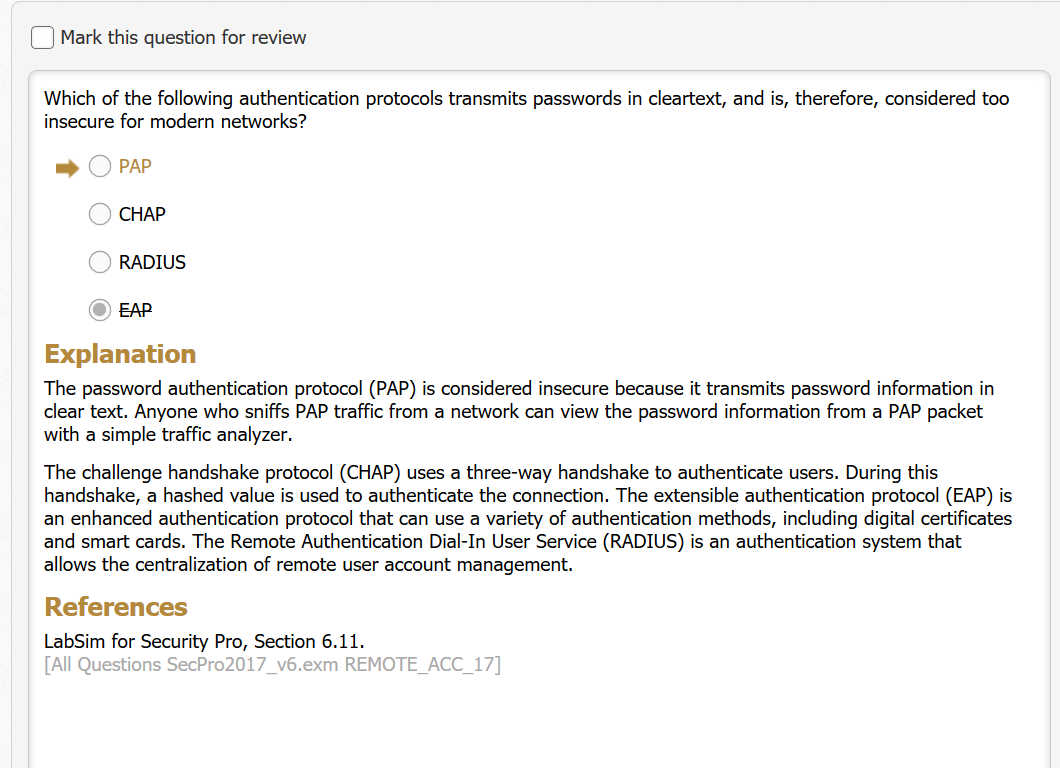 Mark this question for review
Which of the following authentication protocols transmits passwords in cleartext, and is, therefore, considered too
insecure for modern networks?
PAP
CHAP
RADIUS
EAP
Explanation
The password authentication protocol (PAP) is considered insecure because it transmits password information in
clear text. Anyone who sniffs PAP traffic from a network can view the password information from a PAP packet
with a simple traffic analyzer.
The challenge handshake protocol (CHAP) uses a three-way handshake to authenticate users. During this
handshake, a hashed value is used to authenticate the connection. The extensible authentication protocol (EAP) is
an enhanced authentication protocol that can use a variety of authentication methods, including digital certificates
and smart cards. The Remote Authentication Dial-In User Service (RADIUS) is an authentication system that
allows the centralization of remote user account management.
References
LabSim for Security Pro, Section 6.11.
[All Questions SecPro2017_v6.exm REMOTE_ACC_17]